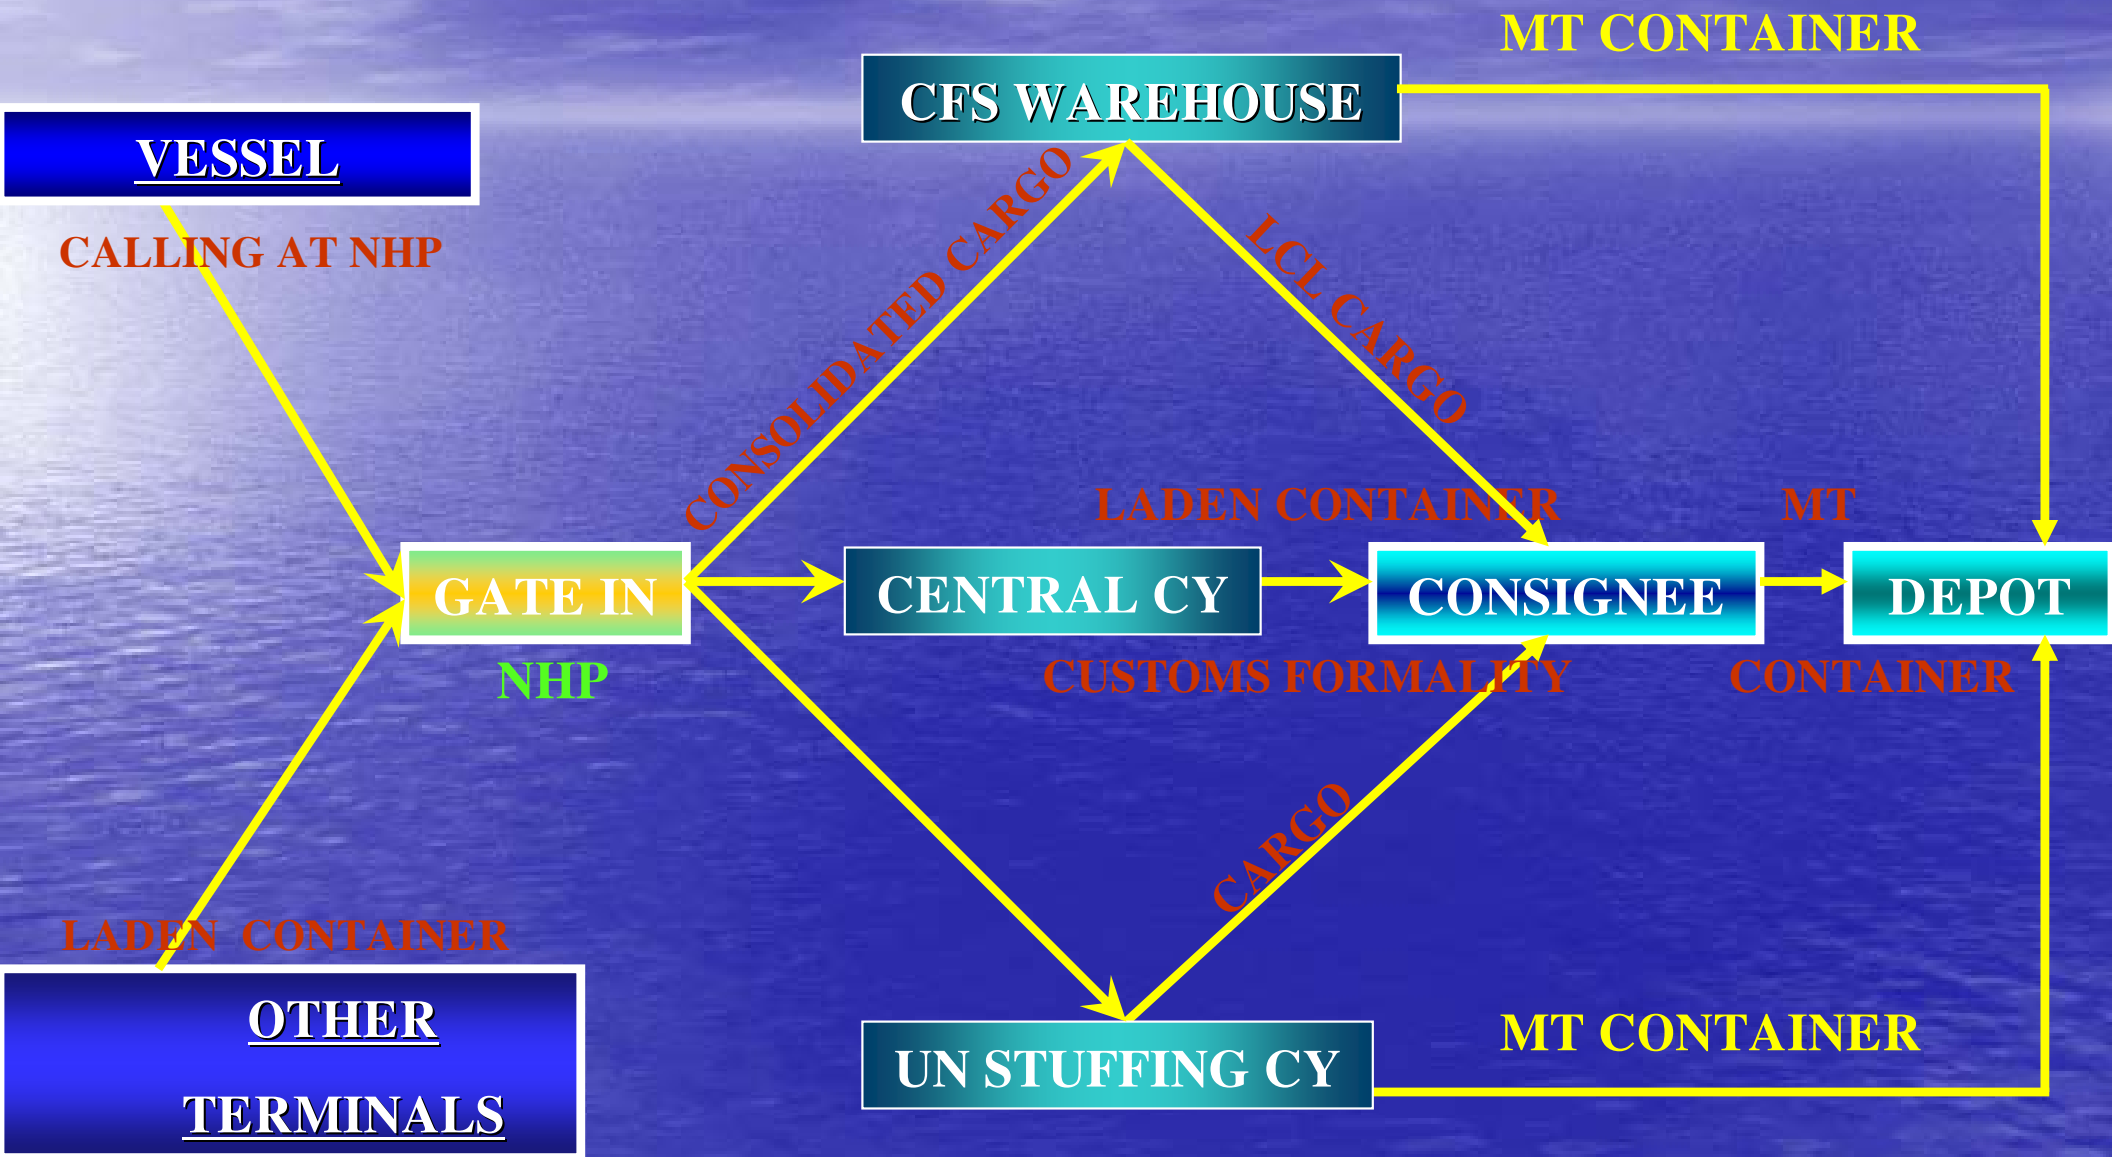 MT CONTAINER
CFS WAREHOUSE
VESSEL
CALLING AT NHP
CONSOLIDATED CARGO
LCL CARGO
LADEN CONTAINER
MT
GATE IN
CENTRAL CY
CONSIGNEE
DEPOT
NHP
CUSTOMS FORMALITY
CONTAINER
CARGO
LADEN CONTAINER
OTHER
TERMINALS
UN STUFFING CY
MT CONTAINER